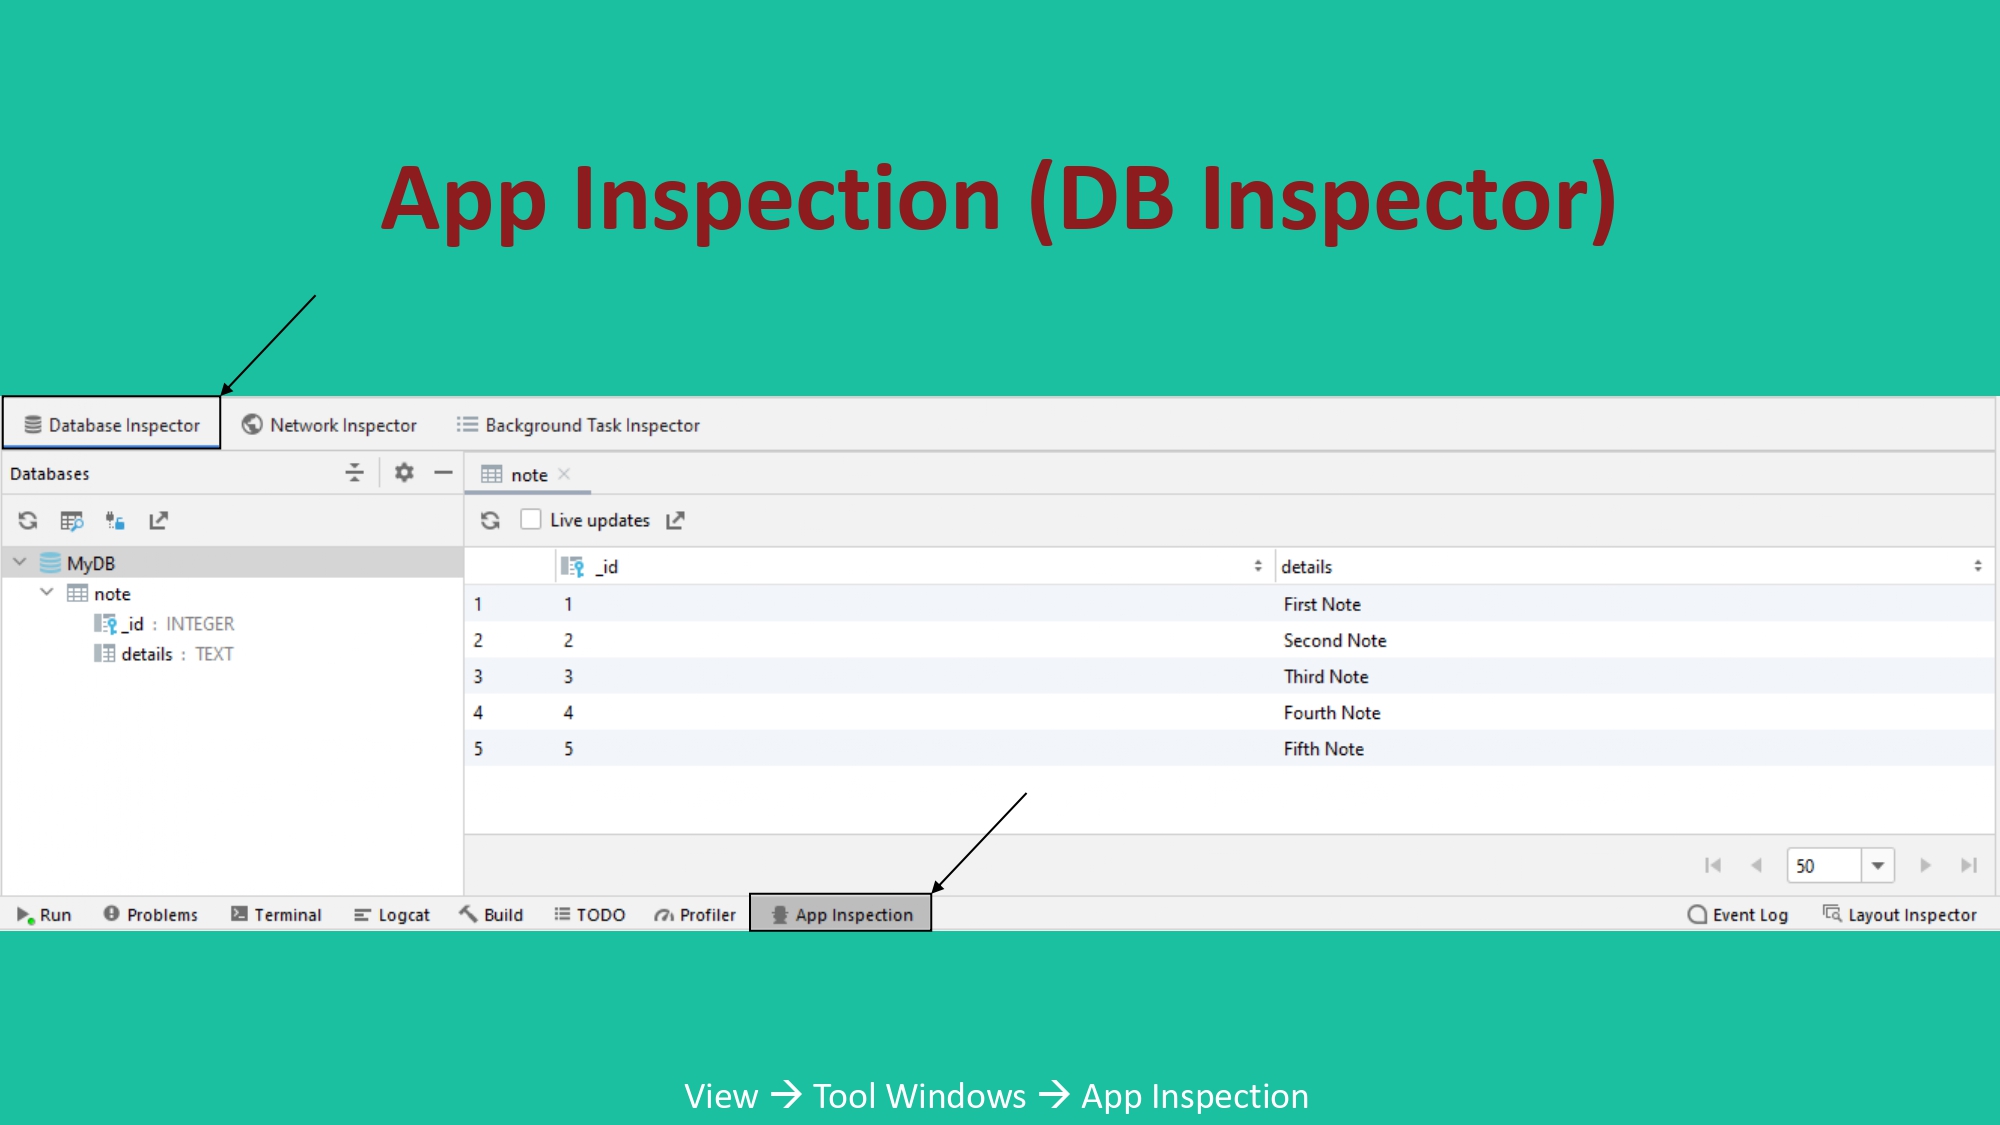 App Inspection (DB Inspector)
Database Inspector Network Inspector Background Task Inspector
Databases note
Live updates
MyDB
note
_id : INTEGER
details : TEXT
_id details
1 1 First Note
2 2 Second Note
3 3 Third Note
4 4 Fourth Note
5 5 Fifth Note
50
Run Problems Terminal Logcat Build TODO Profiler App Inspection Event Log Layout Inspector
View → Tool Windows → App Inspection